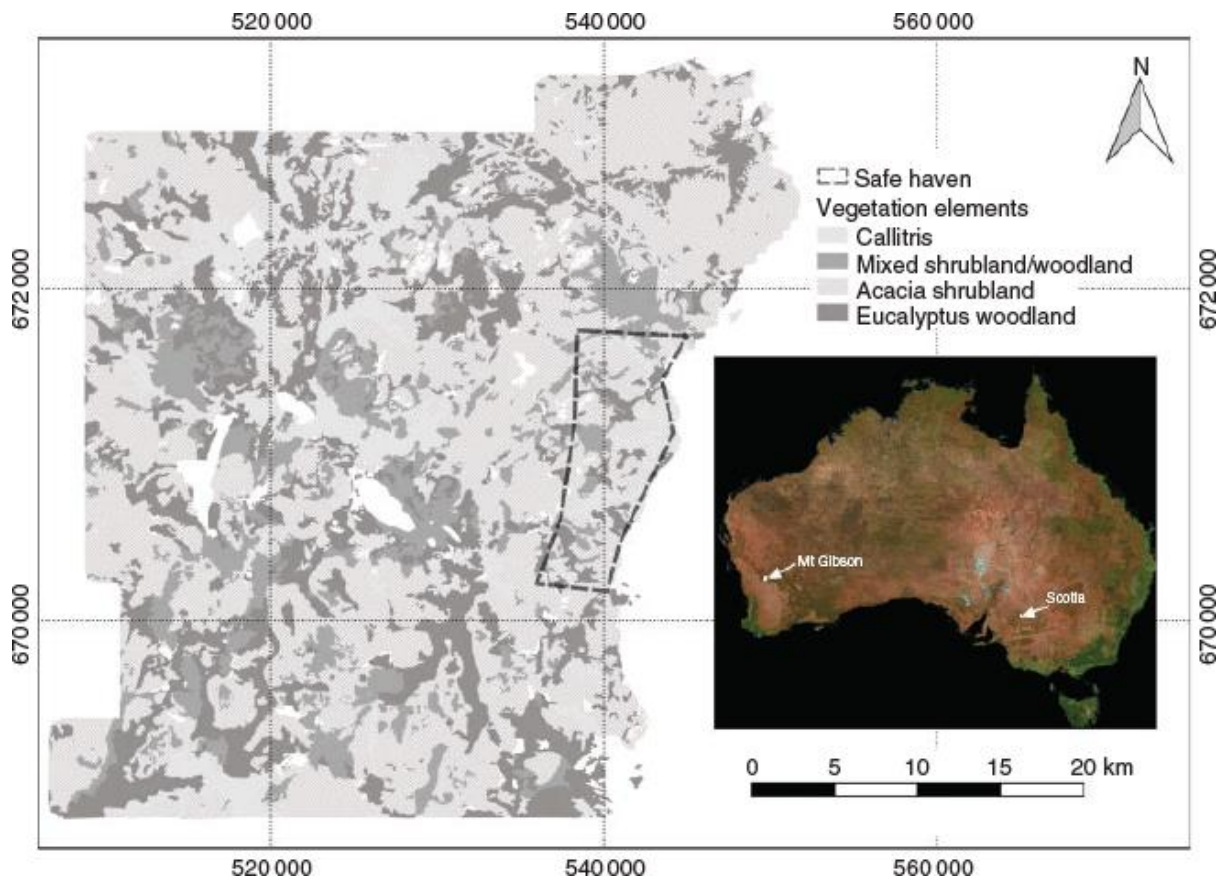 520 000 540 000 560 000
N
Safe haven
Vegetation elements
Callitris
Mixed shrubland/woodland
Acacia shrubland
Eucalyptus woodland
672 000 672 000
Mt Gibson
Scotia
670 000 670 000
0 5 10 15 20 km
520 000 540 000 560 000